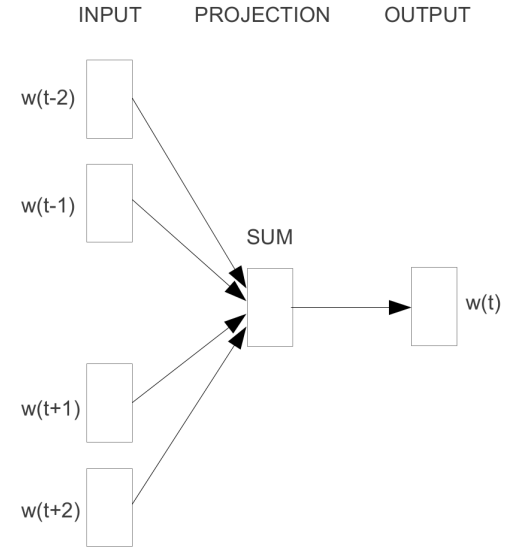 INPUT PROJECTION OUTPUT
w(t-2)
w(t-1)
SUM
w(t)
w(t+1)
w(t+2)